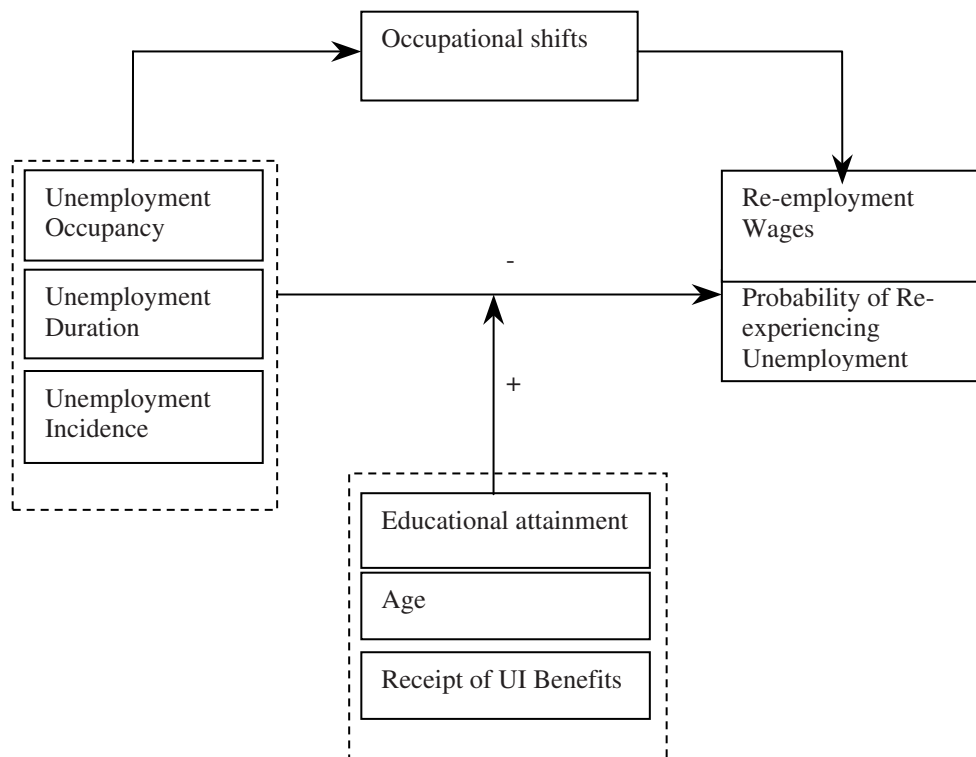 Occupational shifts
Unemployment
Occupancy
Unemployment
Duration
Unemployment
Incidence
-
+
Re-employment
Wages
Probability of Re-
experiencing
Unemployment
Educational attainment
Age
Receipt of UI Benefits